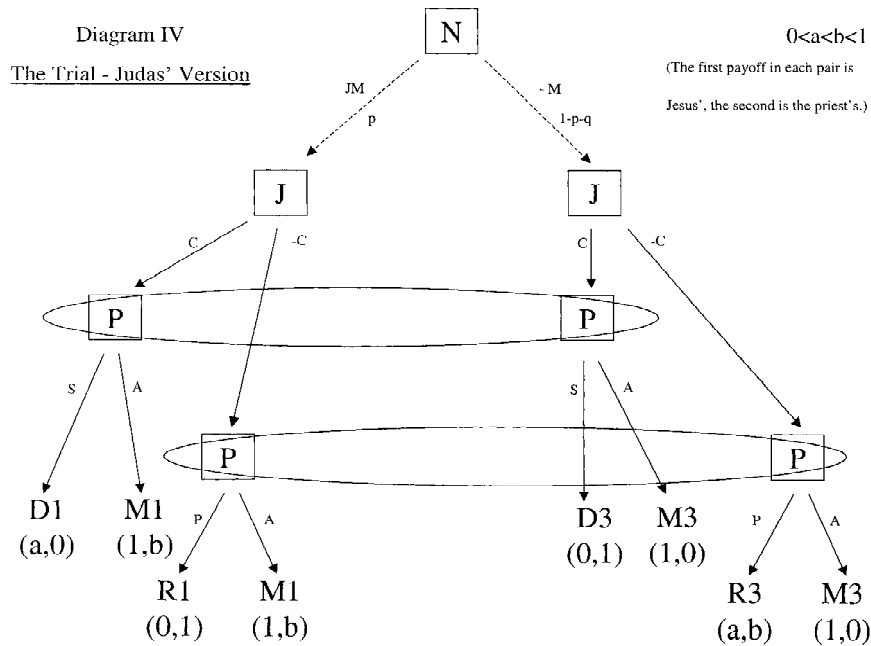 Diagram IV
The Trial - Judas' Version
N
0<a<b<1
(The first payoff in each pair is
Jesus', the second is the priest's.)
JM
p
- M
1-p-q
J
J
C
-C
C
-C
P
P
S
A
S
A
P
P
D1
(a,0)
M1
(1,b)
P
A
D3
(0,1)
M3
(1,0)
P
A
R1
(0,1)
M1
(1,b)
R3
(a,b)
M3
(1,0)